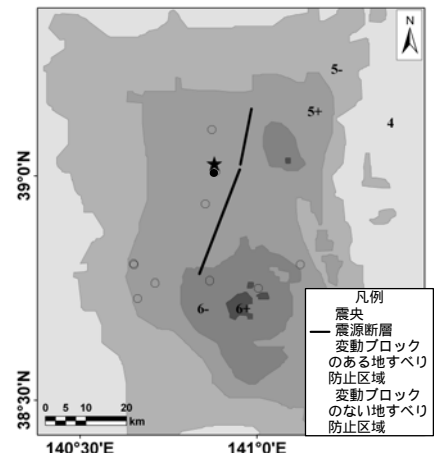 N
5-
5+
4
39°0'N
6-
6+
凡例
震央
震源断層
変動ブロック
のある地すべり
防止区域
変動ブロック
のない地すべり
防止区域
38°30'N
0 5 10 20
km
140°30'E
141°0'E